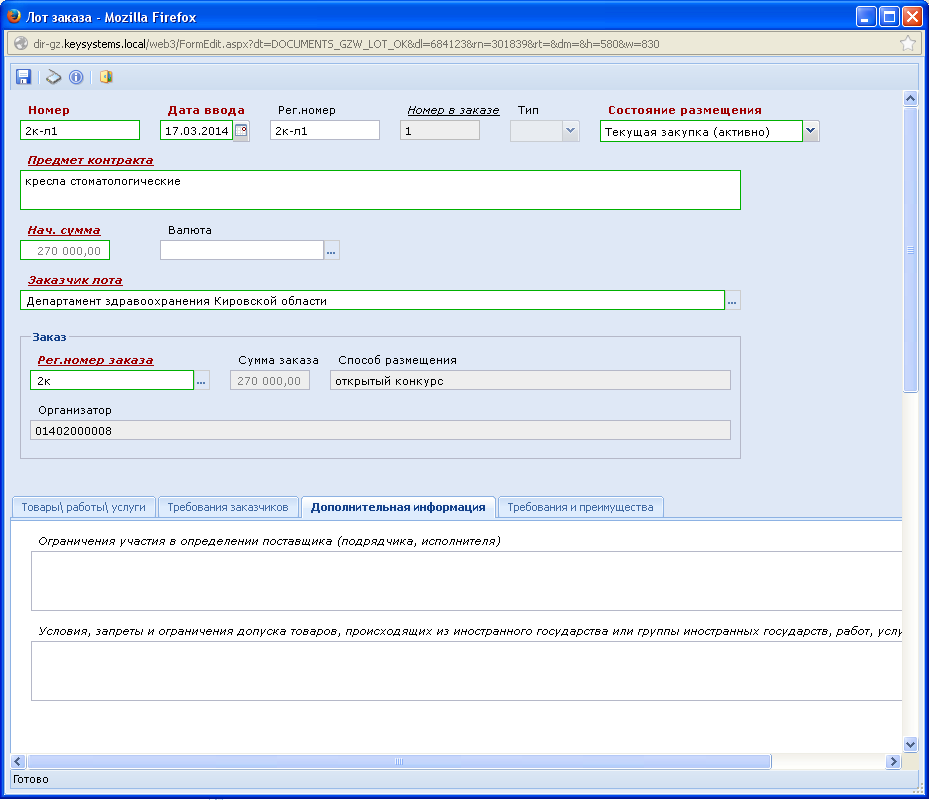 Лот заказа - Mozilla Firefox
dir-gz.keysystems.local/web3/FormEdit.aspx?dt=DOCUMENTS_GZW_LOT_OK&dl=684123&rn=301839&rt=&dm=&h=580&w=830
Номер Дата ввода Рег.номер Номер в заказе Тип Состояние размещения
2к-л1 17.03.2014 2к-л1 1 Текущая закупка (активно)
Предмет контракта
кресла стоматологические
Нач. сумма Валюта
270 000,00 ...
Заказчик лота
Департамент здравоохранения Кировской области ...
Заказ
Рег.номер заказа Сумма заказа Способ размещения
2к ... 270 000,00 открытый конкурс
Организатор
01402000008
Товары\ работы\ услуги Требования заказчиков Дополнительная информация Требования и преимущества
Ограничения участия в определении поставщика (подрядчика, исполнителя)
Условия, запреты и ограничения допуска товаров, происходящих из иностранного государства или группы иностранных государств, работ, услу
Готово